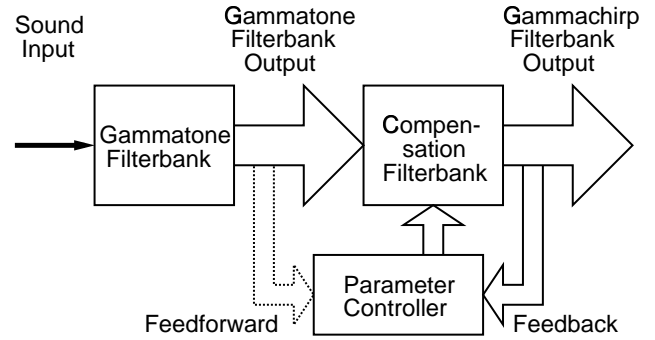 Sound
Input
Gammatone
Filterbank
Output
Gammachirp
Filterbank
Output
Gammatone
Filterbank
Compen-
sation
Filterbank
Parameter
Controller
Feedforward
Feedback